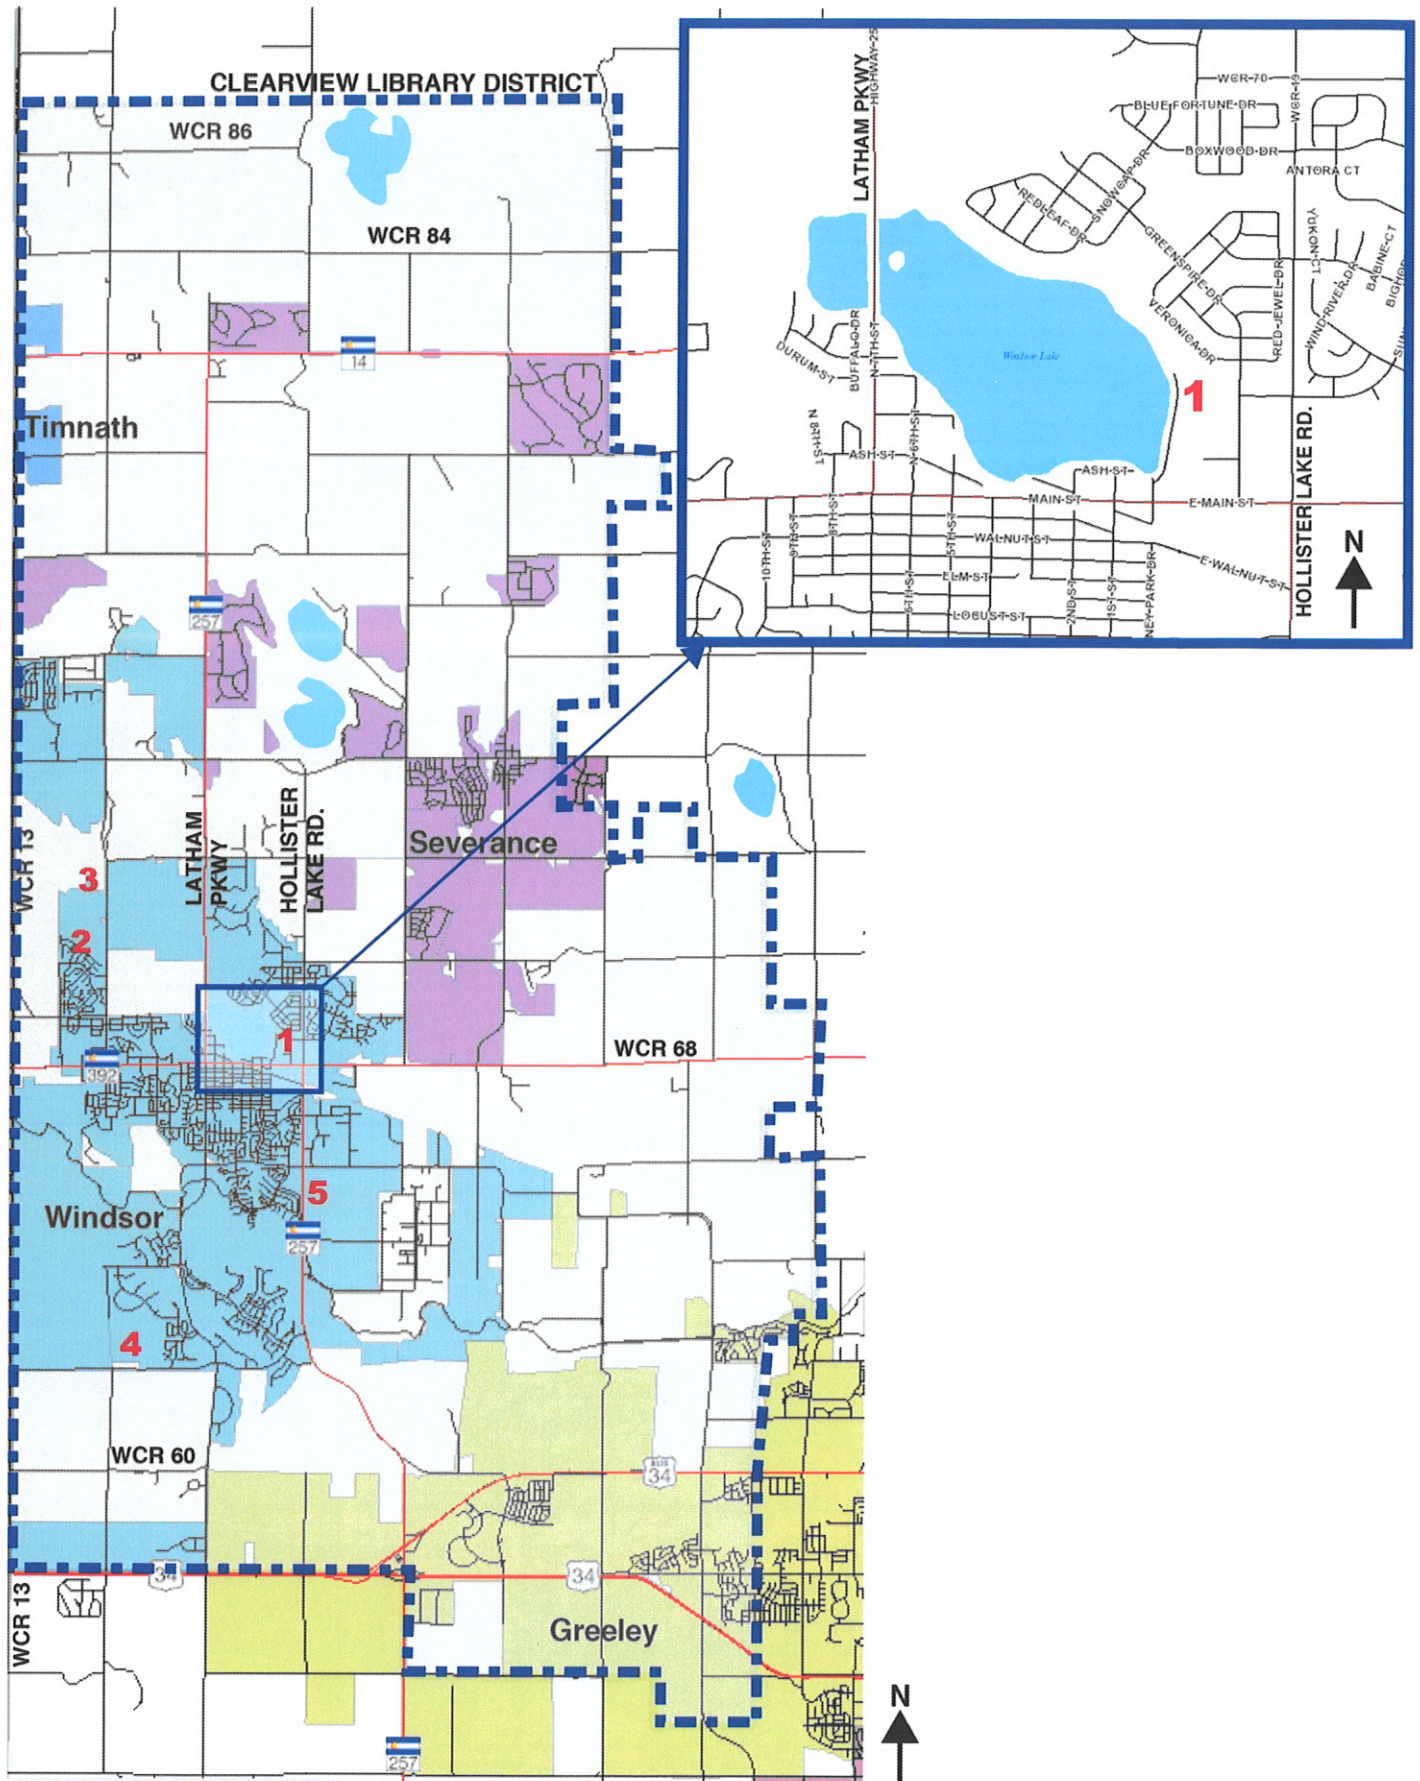 CLEARVIEW LIBRARY DISTRICT
WCR 86
WCR 84
14
Timnath
257
Severance
WCR 13
LATHAM
PKWY
HOLLISTER
LAKE RD.
3
2
1
392
WCR 68
5
Windsor
257
4
WCR 60
BUS
34
34
34
WCR 13
Greeley
257
N
LATHAM PKWY
HIGHWAY 25
WCR 70
WCR 19
BLUE FORTUNE DR
BOXWOOD DR
ANTORA CT
SNOWCAP DR
REDLEAF DR
GREENSPIRE DR
YUKON CT
BABINE CT
WIND RIVER DR
RED JEWEL DR
VERONICA DR
BUFFALO DR
N 7TH ST
DURUM ST
Windsor Lake
1
N 8TH ST
N 6TH ST
ASH ST
ASH ST
MAIN ST
E MAIN ST
HOLLISTER LAKE RD.
10TH ST
9TH ST
8TH ST
5TH ST
WALNUT ST
E WALNUT ST
ELM ST
6TH ST
LOCUST ST
2ND ST
1ST ST
NEY PARK DR
N